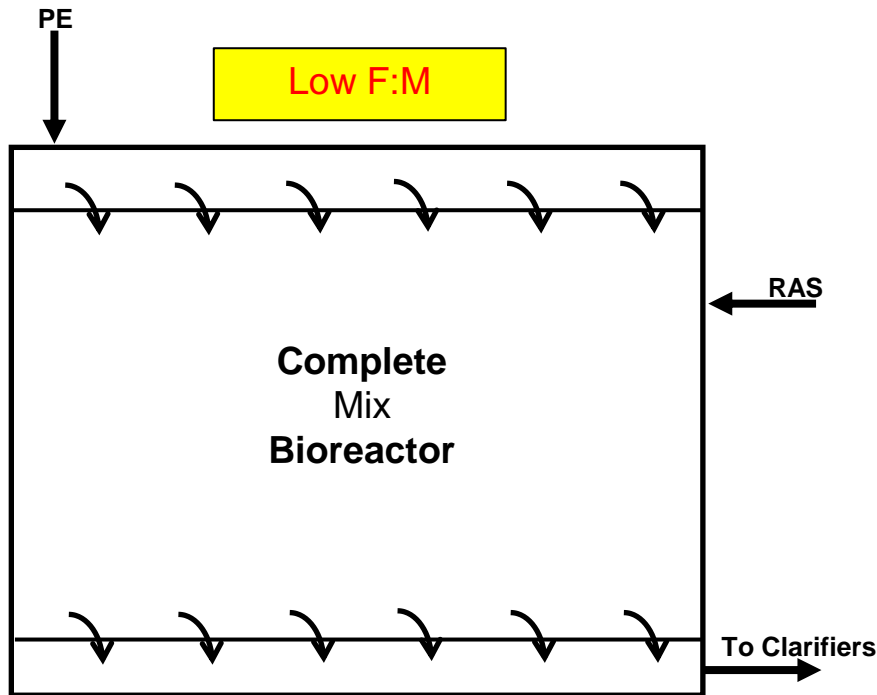 PE
Low F:M
RAS
Complete
Mix
Bioreactor
To Clarifiers